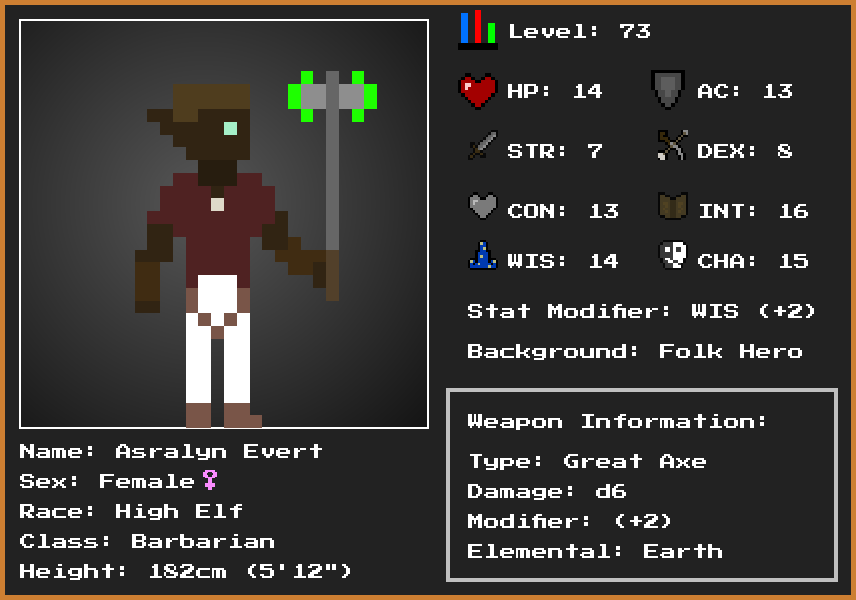 Level: 73
HP: 14
AC: 13
STR: 7
DEX: 8
CON: 13
INT: 16
WIS: 14
CHA: 15
Stat Modifier: WIS (+2)
Background: Folk Hero
Weapon Information:
Type: Great Axe
Damage: d6
Modifier: (+2)
Elemental: Earth
Name: Asralyn Evert
Sex: Female♀
Race: High Elf
Class: Barbarian
Height: 182cm (5'12")